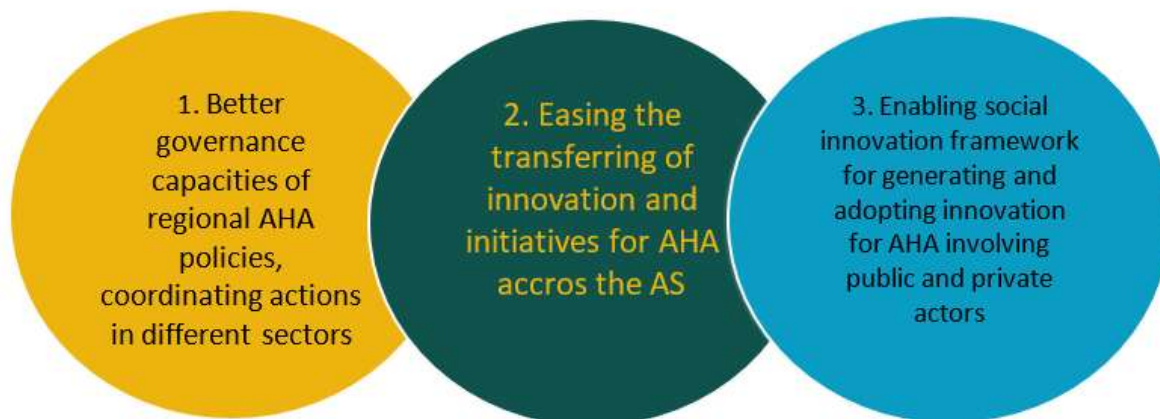 1. Better
governance
capacities of
regional AHA
policies,
coordinating actions
in different sectors
2. Easing the
transferring of
innovation and
initiatives for AHA
accros the AS
3. Enabling social
innovation framework
for generating and
adopting innovation
for AHA involving
public and private
actors